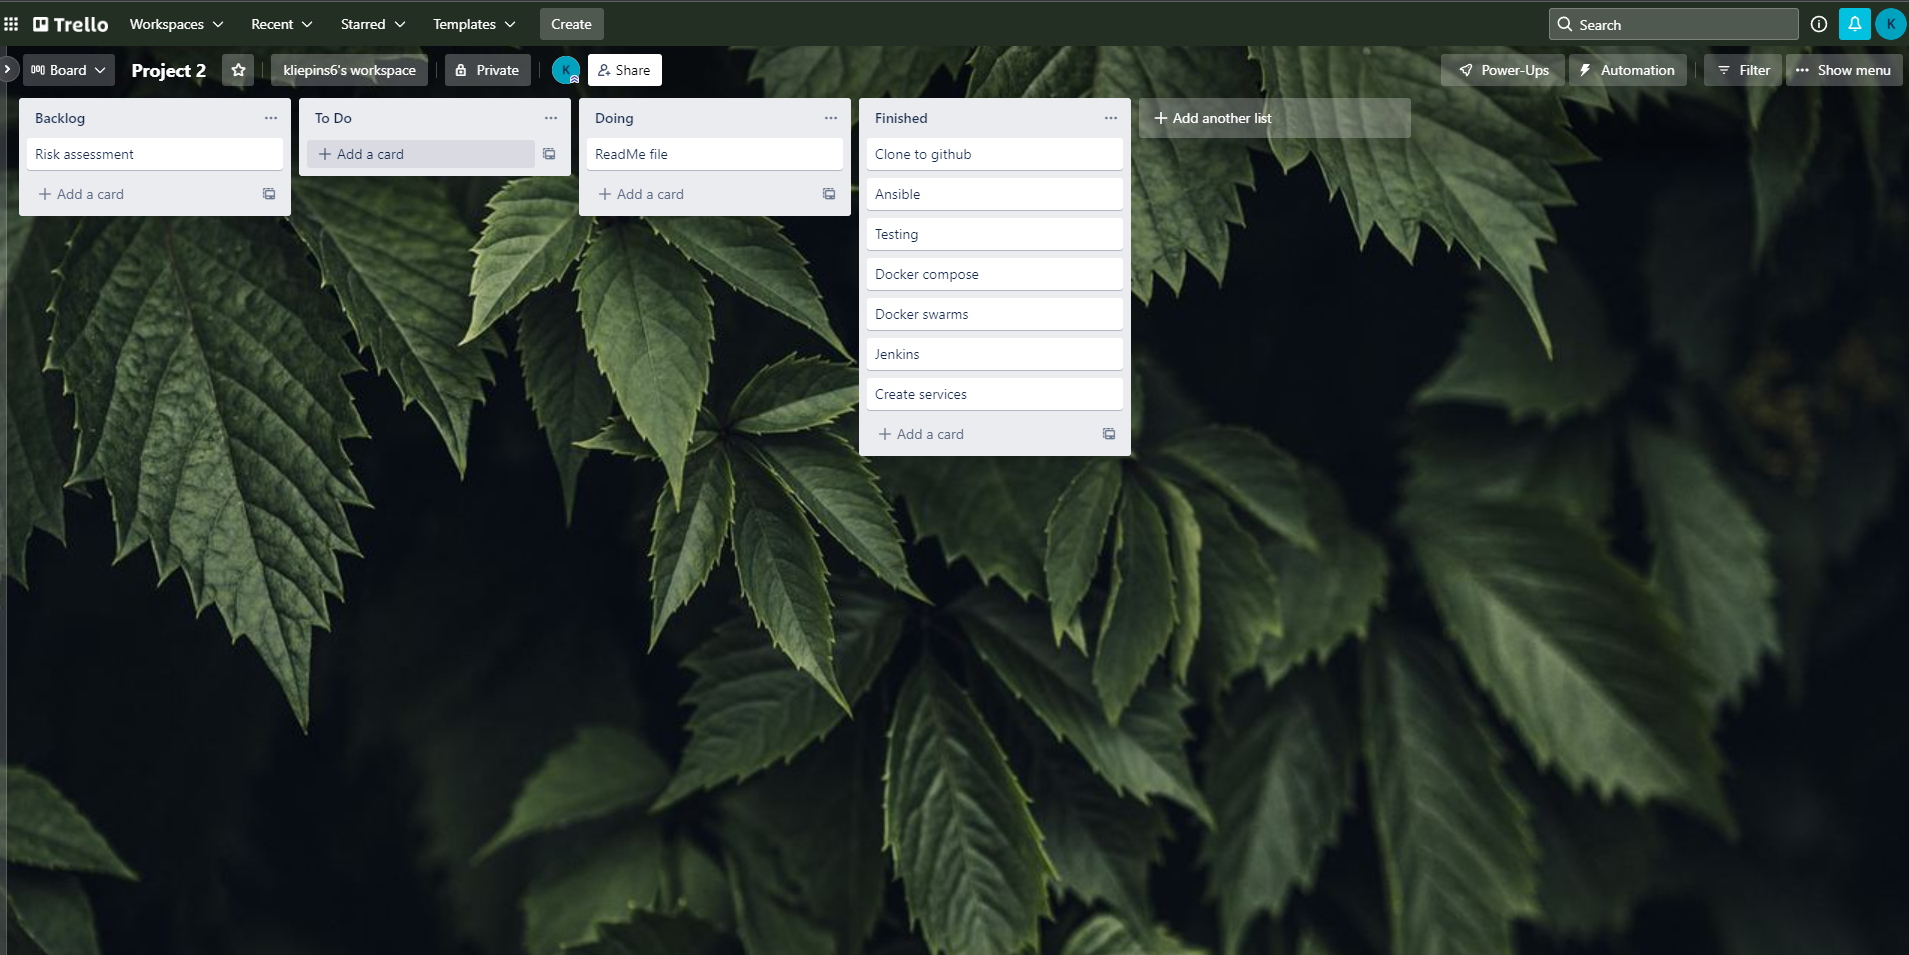 Trello
Workspaces
Recent
Starred
Templates
Create
Search
K
Board
Project 2
kliepins6's workspace
Private
K
Share
Power-Ups
Automation
Filter
Show menu
Backlog
Risk assessment
Add a card
To Do
Add a card
Doing
ReadMe file
Add a card
Finished
Clone to github
Ansible
Testing
Docker compose
Docker swarms
Jenkins
Create services
Add a card
Add another list